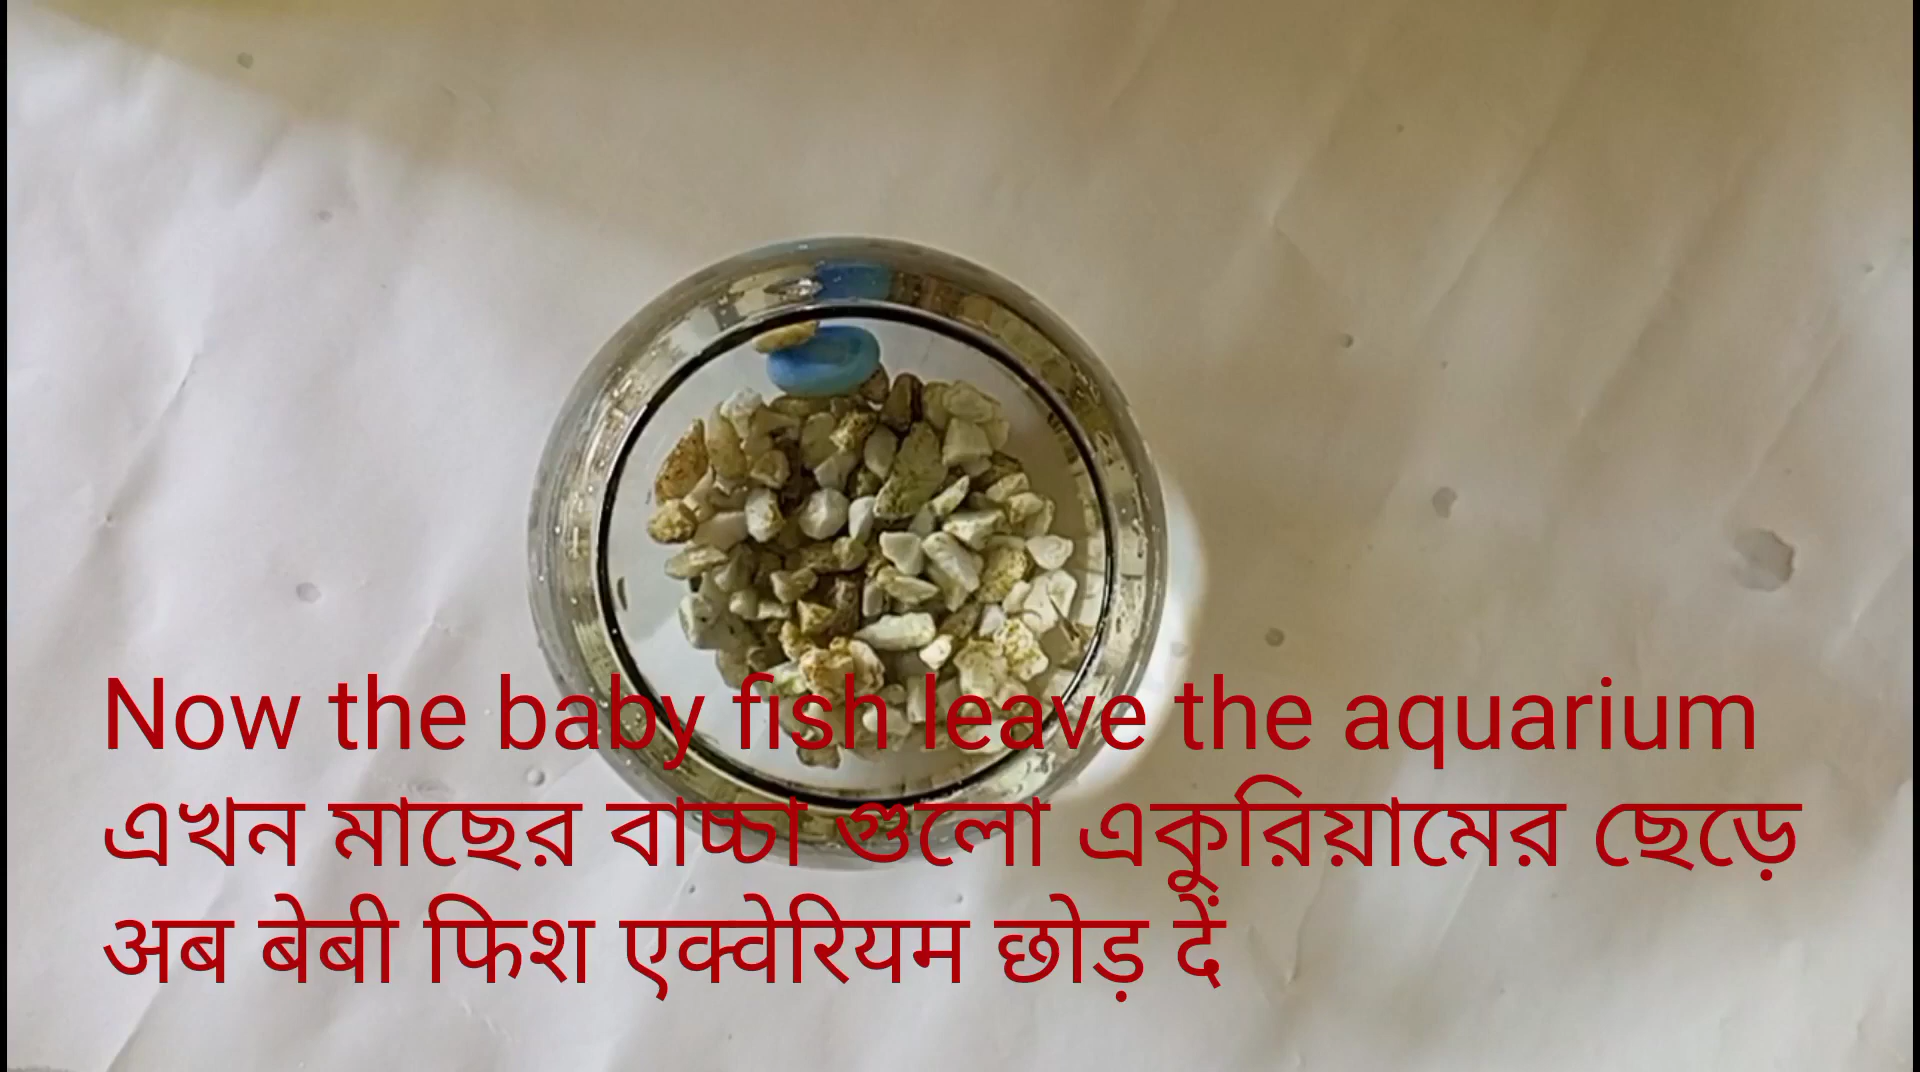 Now the baby fish leave the aquarium
এখন মাছের বাচ্চা গুলো একুরিয়ামের ছেড়ে
अब बेबी फिश एक्वेरियम छोड़ दें